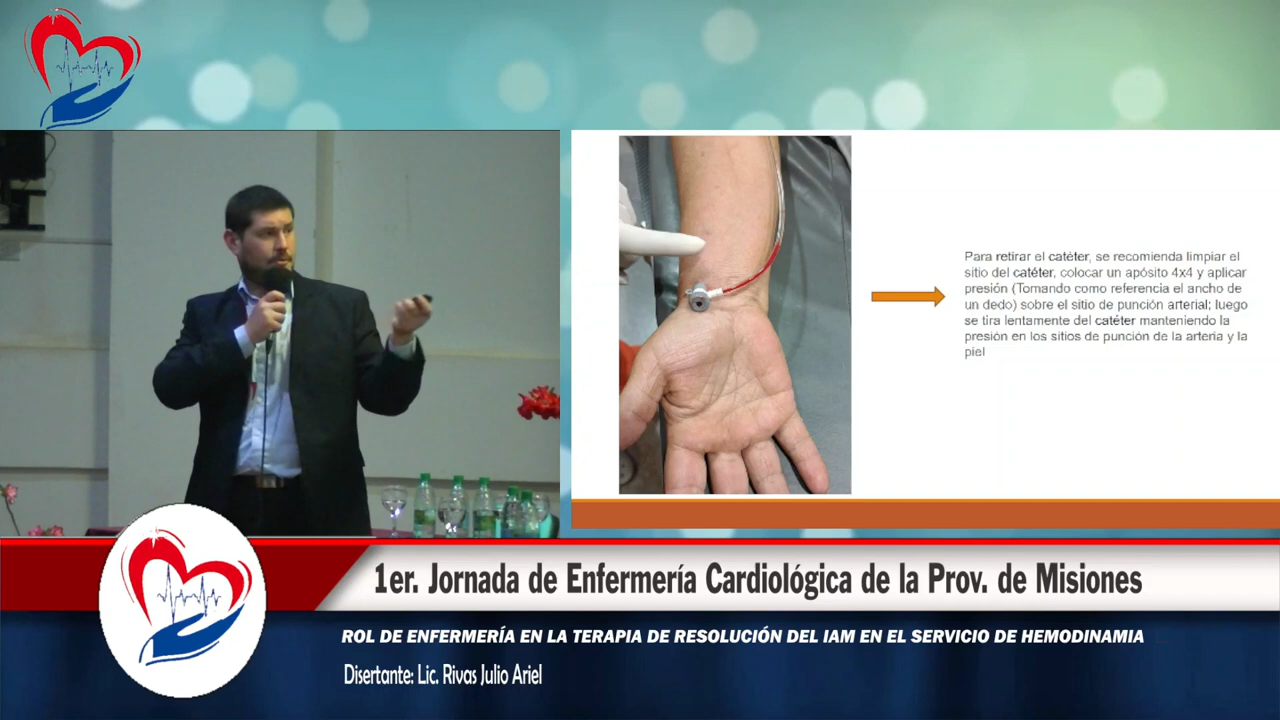 Para retirar el catéter, se recomienda limpiar el
sitio del catéter, colocar un apósito 4x4 y aplicar
presión (Tomando como referencia el ancho de
un dedo) sobre el sitio de punción arterial; luego
se tira lentamente del catéter manteniendo la
presión en los sitios de punción de la arteria y la
piel
1er. Jornada de Enfermería Cardiológica de la Prov. de Misiones
ROL DE ENFERMERÍA EN LA TERAPIA DE RESOLUCIÓN DEL IAM EN EL SERVICIO DE HEMODINAMIA
Disertante: Lic. Rivas Julio Ariel